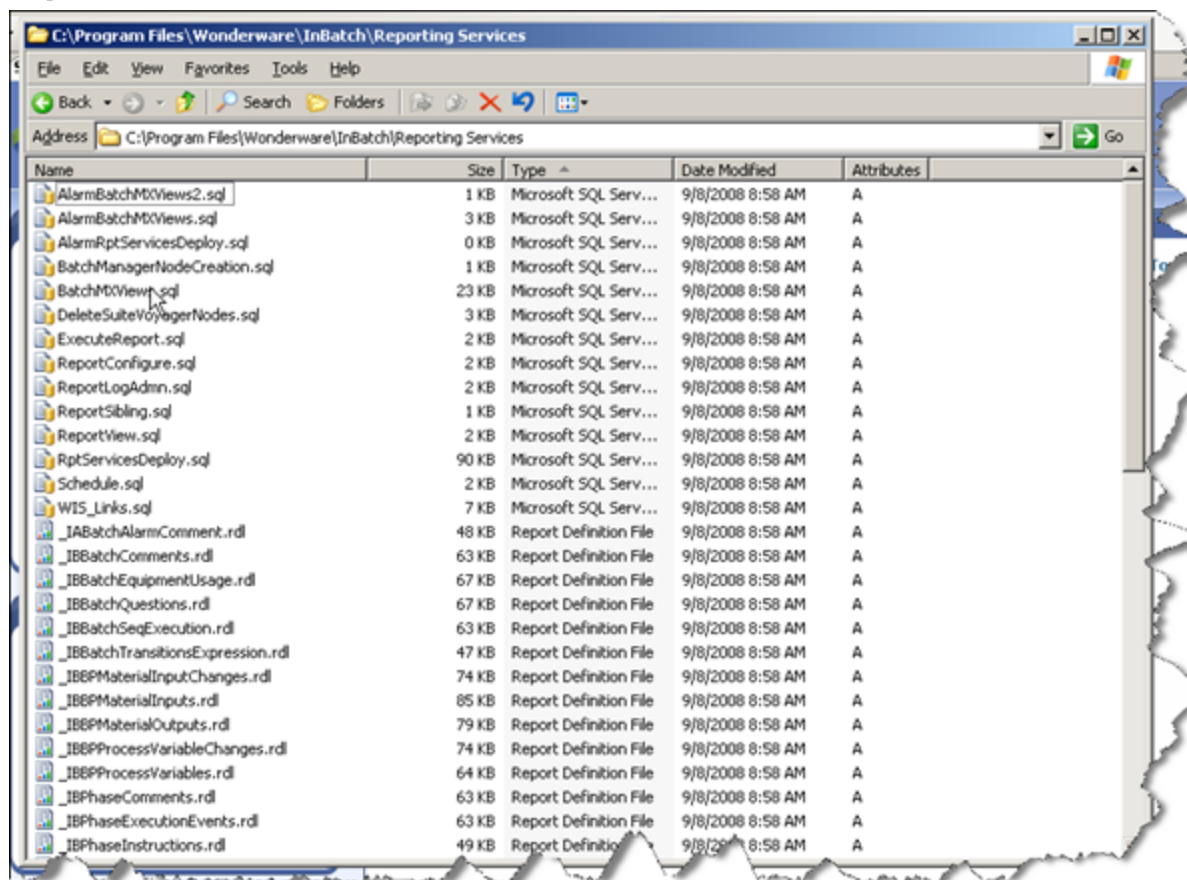 C:\Program Files\Wonderware\InBatch\Reporting Services
File Edit View Favorites Tools Help
Back Search Folders
Address C:\Program Files\Wonderware\InBatch\Reporting Services Go
Name Size Type Date Modified Attributes
AlarmBatchMXViews2.sql 1 KB Microsoft SQL Serv... 9/8/2008 8:58 AM A
AlarmBatchMXViews.sql 3 KB Microsoft SQL Serv... 9/8/2008 8:58 AM A
AlarmRptServicesDeploy.sql 0 KB Microsoft SQL Serv... 9/8/2008 8:58 AM A
BatchManagerNodeCreation.sql 1 KB Microsoft SQL Serv... 9/8/2008 8:58 AM A
BatchMXViews.sql 23 KB Microsoft SQL Serv... 9/8/2008 8:58 AM A
DeleteSuiteVoyagerNodes.sql 3 KB Microsoft SQL Serv... 9/8/2008 8:58 AM A
ExecuteReport.sql 2 KB Microsoft SQL Serv... 9/8/2008 8:58 AM A
ReportConfigure.sql 2 KB Microsoft SQL Serv... 9/8/2008 8:58 AM A
ReportLogAdmn.sql 2 KB Microsoft SQL Serv... 9/8/2008 8:58 AM A
ReportSibling.sql 1 KB Microsoft SQL Serv... 9/8/2008 8:58 AM A
ReportView.sql 2 KB Microsoft SQL Serv... 9/8/2008 8:58 AM A
RptServicesDeploy.sql 90 KB Microsoft SQL Serv... 9/8/2008 8:58 AM A
Schedule.sql 2 KB Microsoft SQL Serv... 9/8/2008 8:58 AM A
WIS_Links.sql 7 KB Microsoft SQL Serv... 9/8/2008 8:58 AM A
_IABatchAlarmComment.rdl 48 KB Report Definition File 9/8/2008 8:58 AM A
_IBBatchComments.rdl 63 KB Report Definition File 9/8/2008 8:58 AM A
_IBBatchEquipmentUsage.rdl 67 KB Report Definition File 9/8/2008 8:58 AM A
_IBBatchQuestions.rdl 67 KB Report Definition File 9/8/2008 8:58 AM A
_IBBatchSeqExecution.rdl 63 KB Report Definition File 9/8/2008 8:58 AM A
_IBBatchTransitionsExpression.rdl 47 KB Report Definition File 9/8/2008 8:58 AM A
_IBBPMaterialInputChanges.rdl 74 KB Report Definition File 9/8/2008 8:58 AM A
_IBBPMaterialInputs.rdl 85 KB Report Definition File 9/8/2008 8:58 AM A
_IBBPMaterialOutputs.rdl 79 KB Report Definition File 9/8/2008 8:58 AM A
_IBBPProcessVariableChanges.rdl 74 KB Report Definition File 9/8/2008 8:58 AM A
_IBBPProcessVariables.rdl 64 KB Report Definition File 9/8/2008 8:58 AM A
_IBPhaseComments.rdl 63 KB Report Definition File 9/8/2008 8:58 AM A
_IBPhaseExecutionEvents.rdl 63 KB Report Definition File 9/8/2008 8:58 AM A
_IBPhaseInstructions.rdl 49 KB Report 8:58 AM A